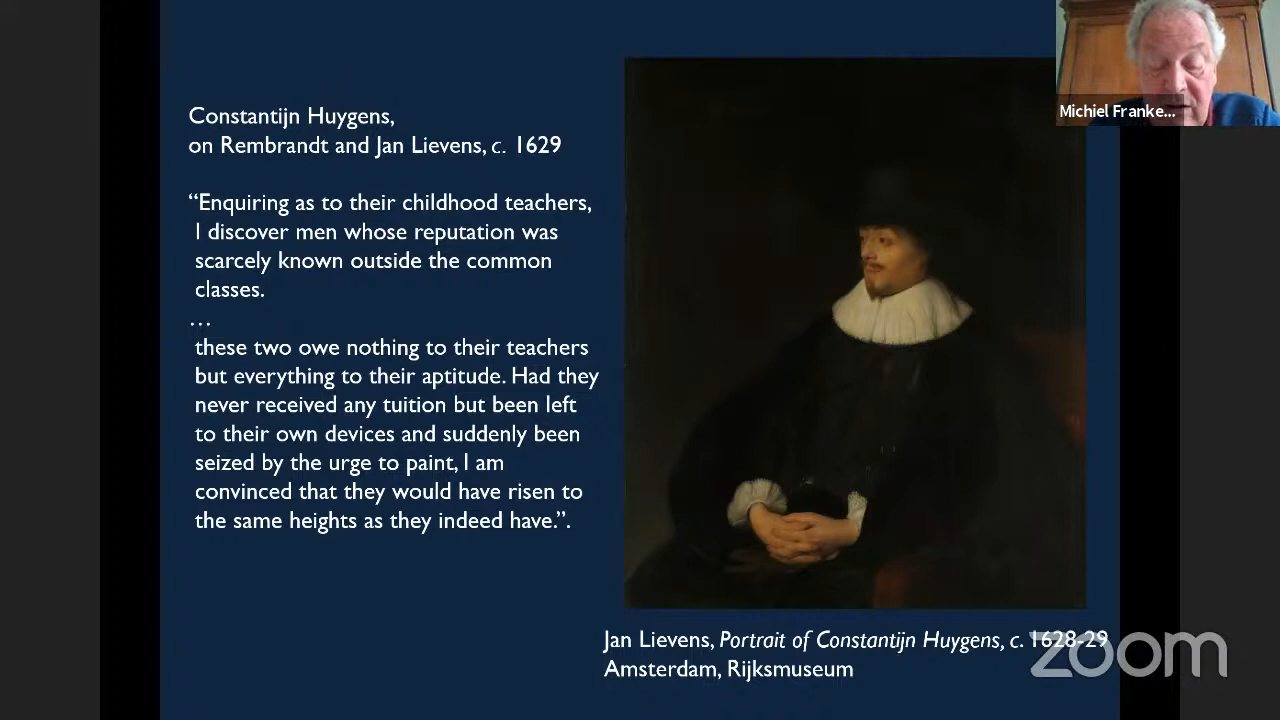 Constantijn Huygens,
on Rembrandt and Jan Lievens, c. 1629
“Enquiring as to their childhood teachers,
I discover men whose reputation was
scarcely known outside the common
classes.
…
these two owe nothing to their teachers
but everything to their aptitude. Had they
never received any tuition but been left
to their own devices and suddenly been
seized by the urge to paint, I am
convinced that they would have risen to
the same heights as they indeed have.”.
Michiel Franke...
Jan Lievens, Portrait of Constantijn Huygens, c. 1628-29
Amsterdam, Rijksmuseum
zoom